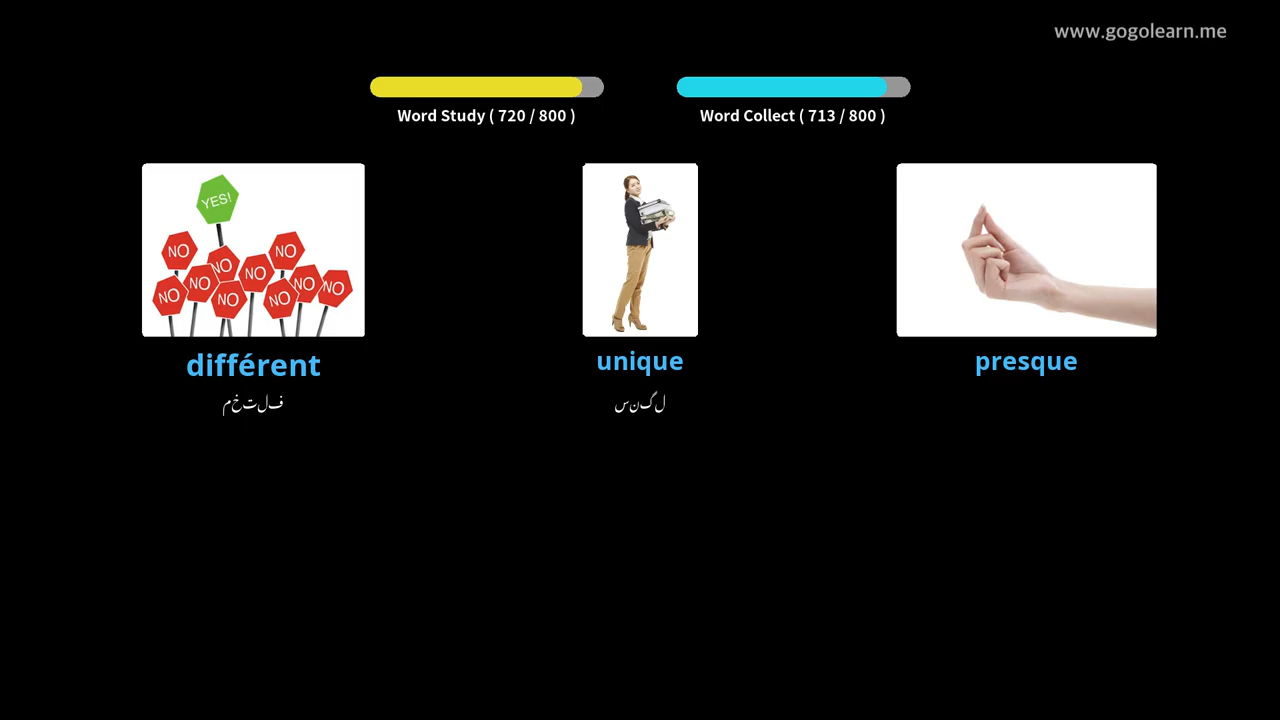 www.gogolearn.me
Word Study ( 720 / 800 )
Word Collect ( 713 / 800 )
YES!
NO
NO
NO
NO
NO
NO
NO
NO
NO
NO
différent
مختلف
unique
سنگل
presque